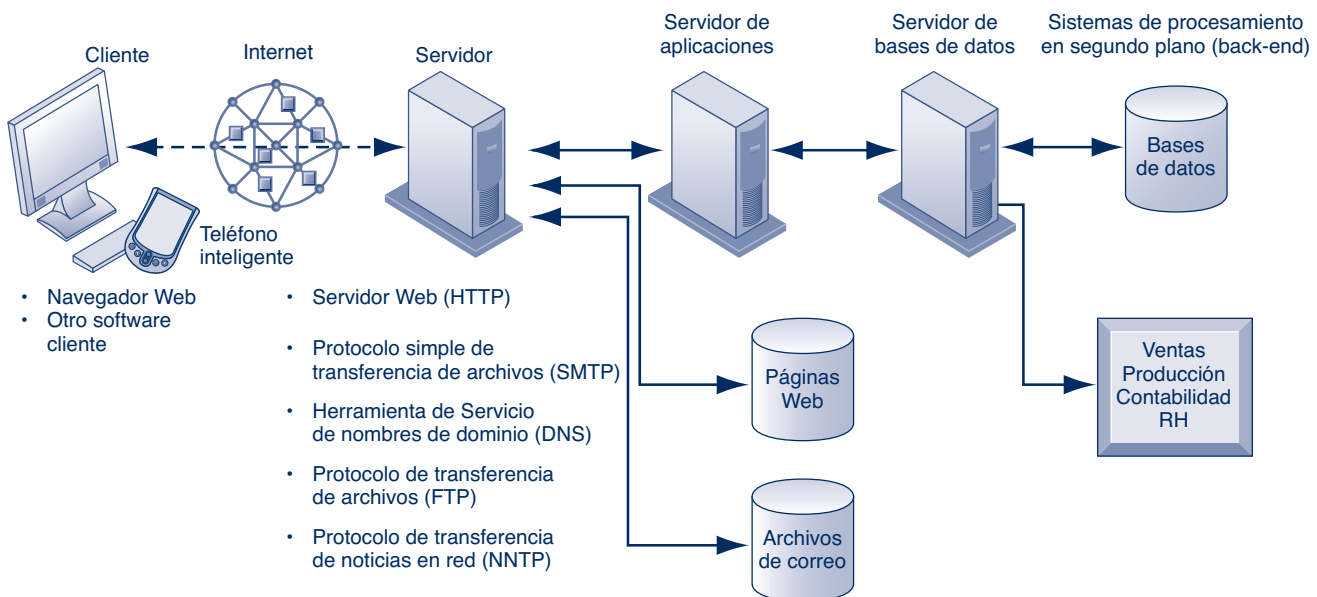 Cliente
Internet
Servidor
Servidor de
aplicaciones
Servidor de
bases de datos
Sistemas de procesamiento
en segundo plano (back-end)
Bases
de datos
Teléfono
inteligente
• Navegador Web
• Otro software
cliente
• Servidor Web (HTTP)
• Protocolo simple de
transferencia de archivos (SMTP)
• Herramienta de Servicio
de nombres de dominio (DNS)
• Protocolo de transferencia
de archivos (FTP)
• Protocolo de transferencia
de noticias en red (NNTP)
Páginas
Web
Archivos
de correo
Ventas
Producción
Contabilidad
RH